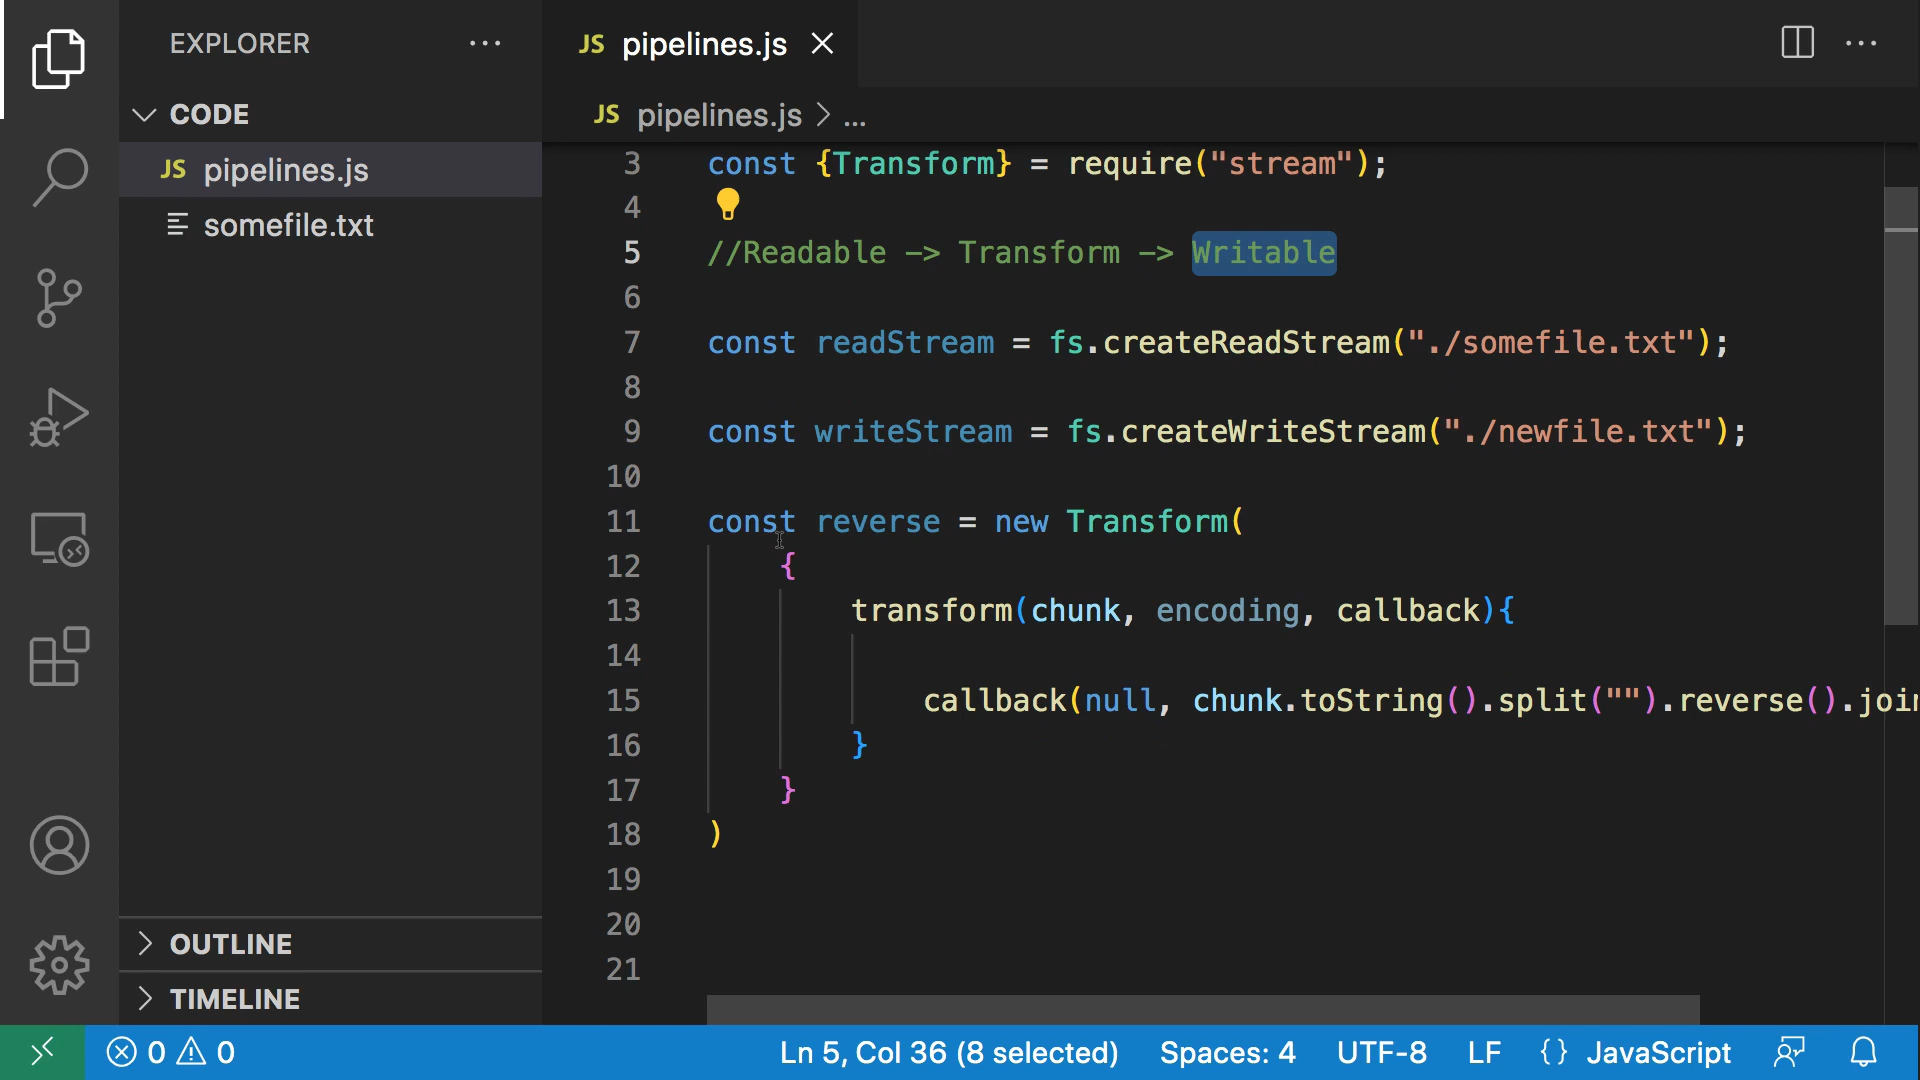 EXPLORER
CODE
JS pipelines.js
somefile.txt
OUTLINE
TIMELINE
JS pipelines.js
JS pipelines.js > ...
3 const {Transform} = require("stream");
4
5 //Readable -> Transform -> Writable
6
7 const readStream = fs.createReadStream("./somefile.txt");
8
9 const writeStream = fs.createWriteStream("./newfile.txt");
10
11 const reverse = new Transform(
12 {
13 transform(chunk, encoding, callback){
14
15 callback(null, chunk.toString().split("").reverse().join
16 }
17 }
18 )
19
20
21
0 0 Ln 5, Col 36 (8 selected) Spaces: 4 UTF-8 LF {} JavaScript